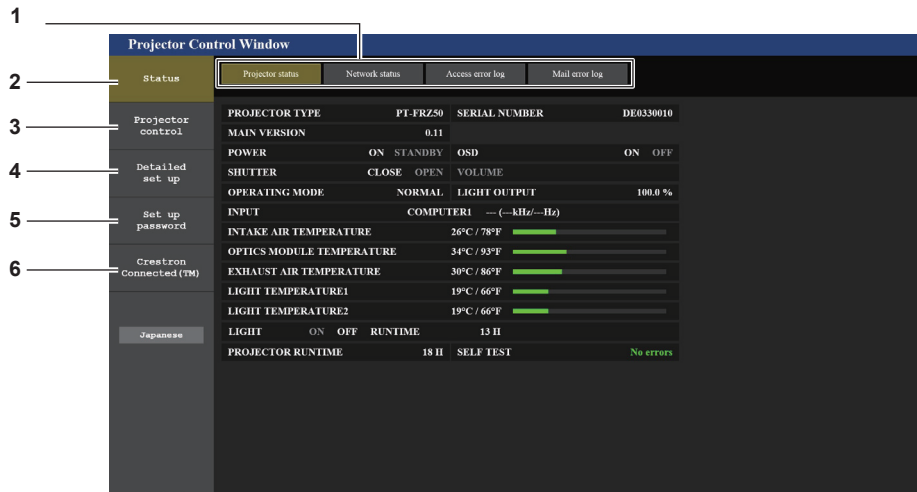 1
Projector Control Window
2
Status
Projector status Network status Access error log Mail error log
3
Projector
control
4
Detailed
set up
5
Set up
password
6
Crestron
Connected(TM)
Japanese
PROJECTOR TYPE PT-FRZ50 SERIAL NUMBER DE0330010
MAIN VERSION 0.11
POWER ON STANDBY OSD ON OFF
SHUTTER CLOSE OPEN VOLUME
OPERATING MODE NORMAL LIGHT OUTPUT 100.0 %
INPUT COMPUTER1 --- (---kHz/---Hz)
INTAKE AIR TEMPERATURE 26°C / 78°F
OPTICS MODULE TEMPERATURE 34°C / 93°F
EXHAUST AIR TEMPERATURE 30°C / 86°F
LIGHT TEMPERATURE1 19°C / 66°F
LIGHT TEMPERATURE2 19°C / 66°F
LIGHT ON OFF RUNTIME 13 H
PROJECTOR RUNTIME 18 H SELF TEST No errors